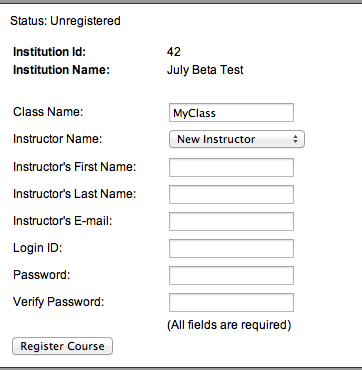 Status: Unregistered
Institution Id: 42
Institution Name: July Beta Test
Class Name: MyClass
Instructor Name: New Instructor
Instructor's First Name:
Instructor's Last Name:
Instructor's E-mail:
Login ID:
Password:
Verify Password:
(All fields are required)
Register Course